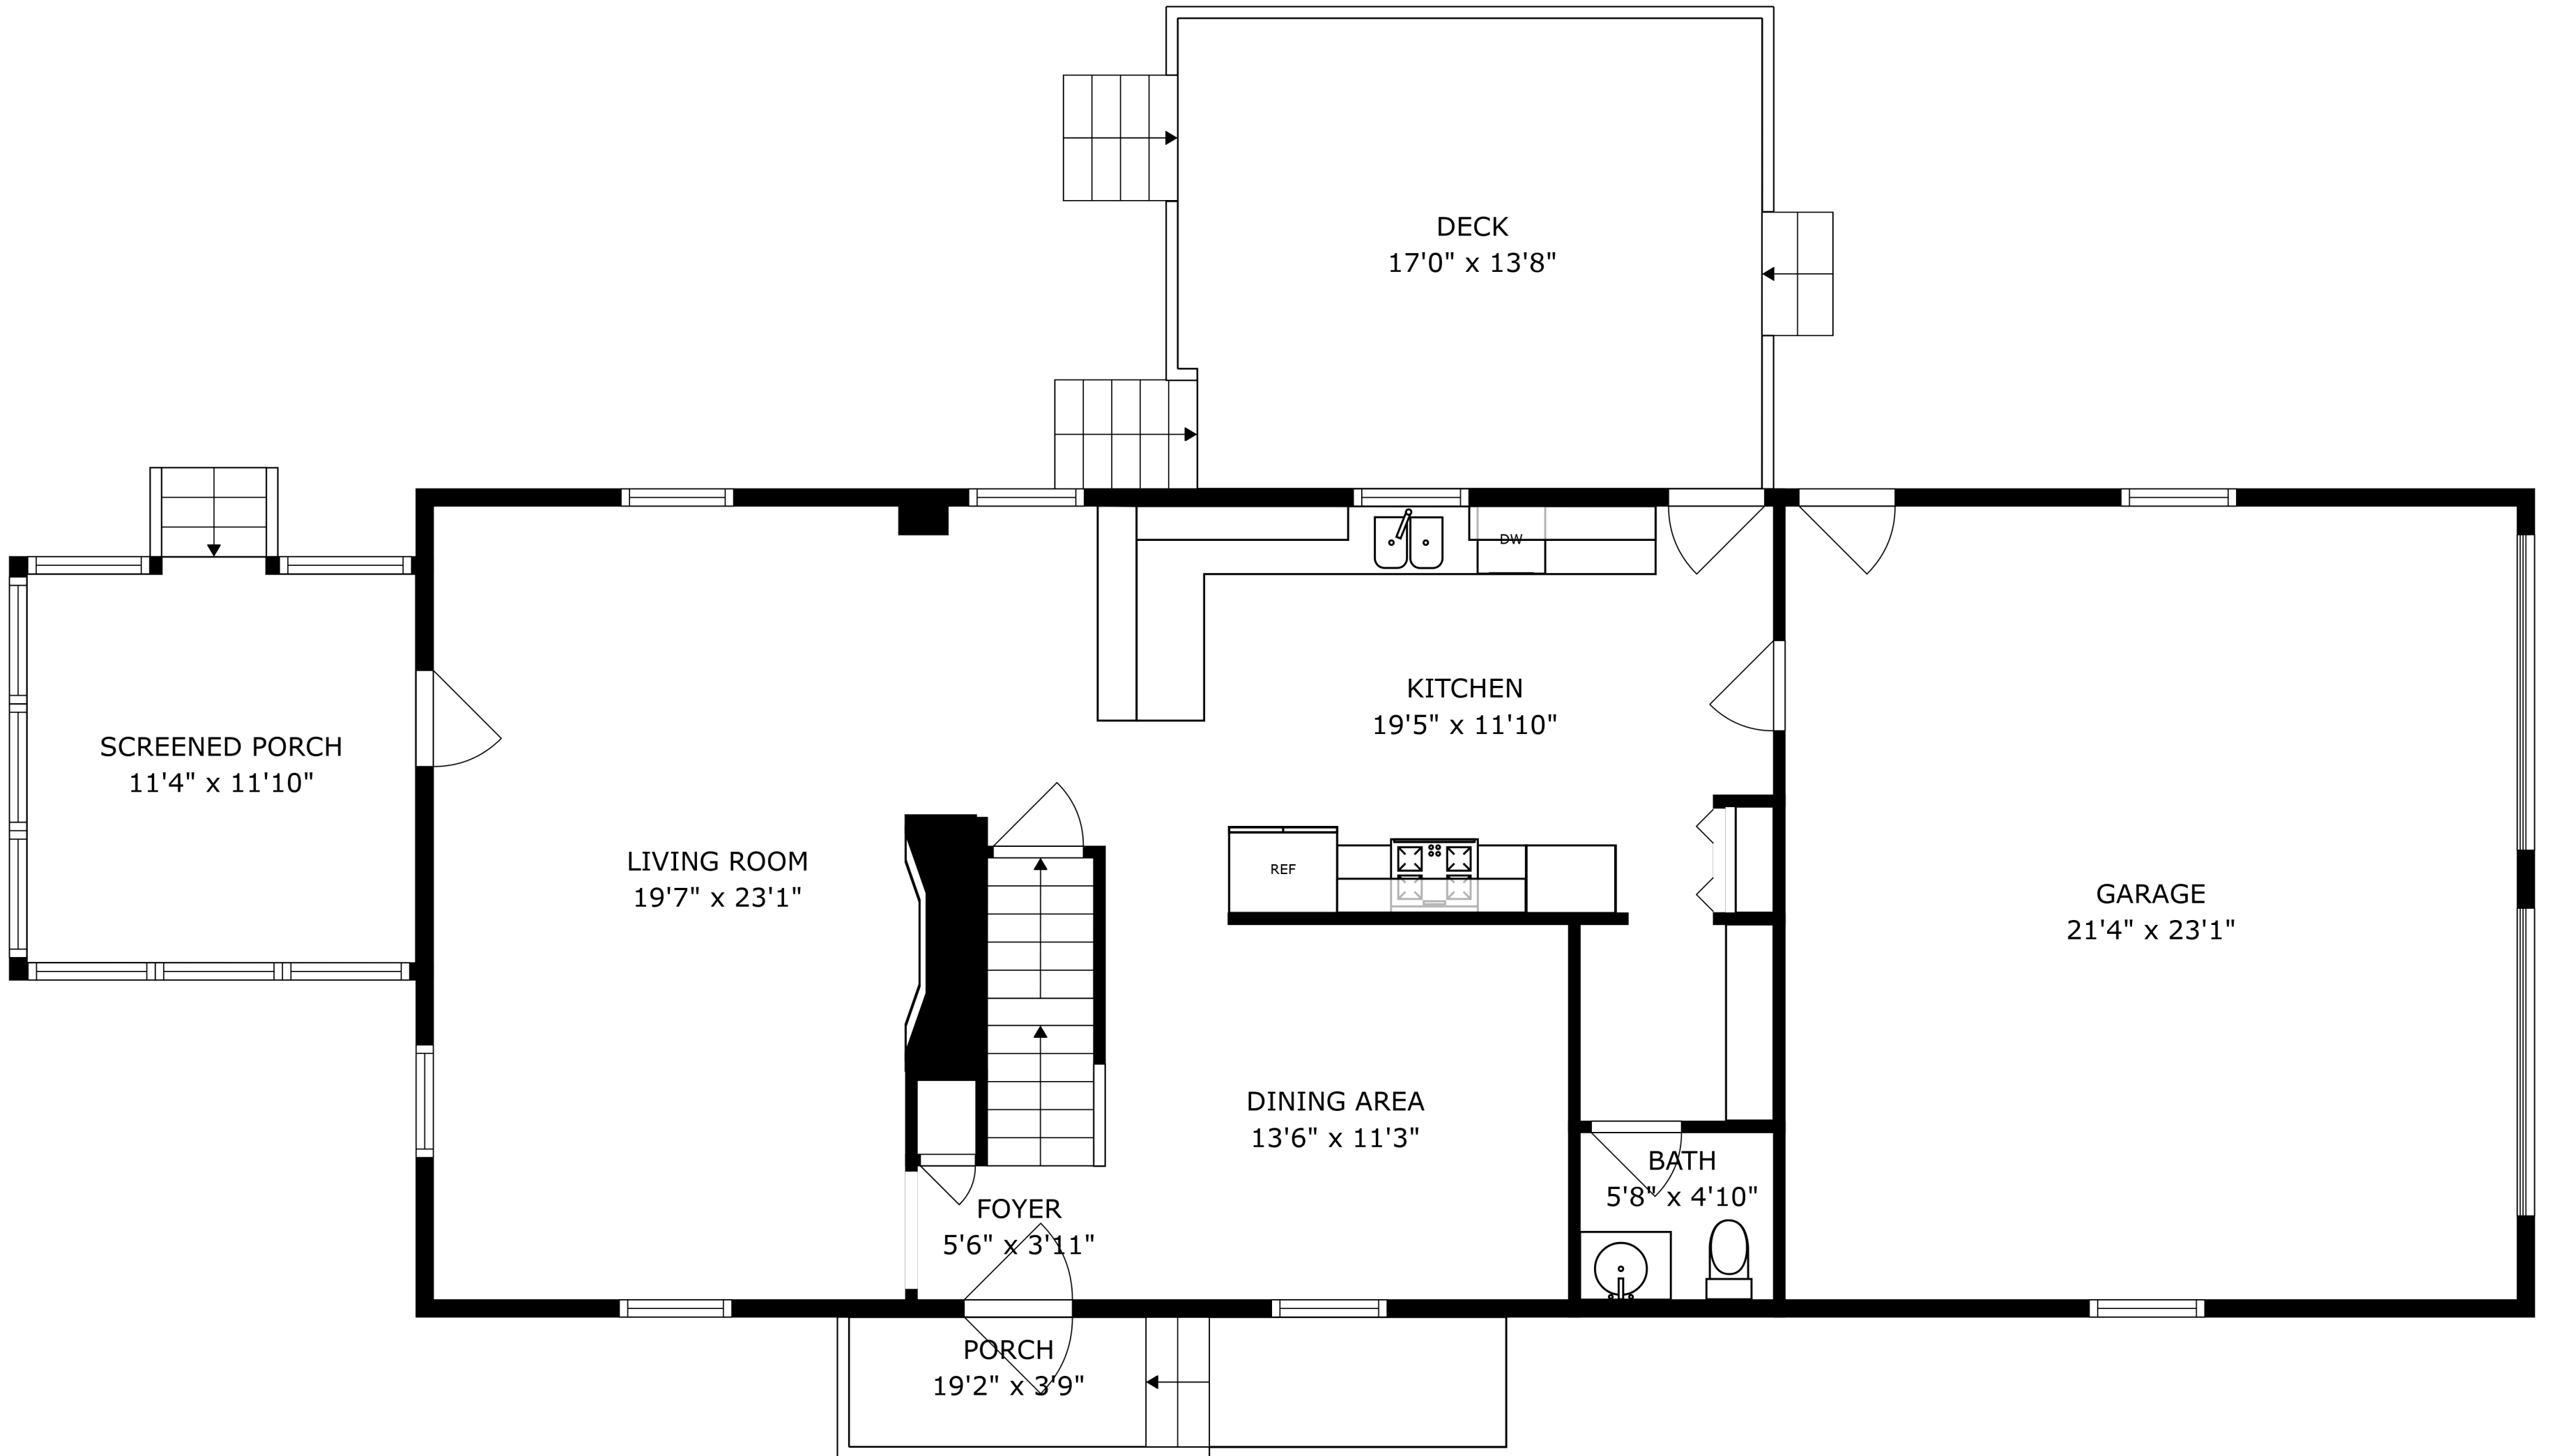 DECK
17'0" x 13'8"
DW
KITCHEN
19'5" x 11'10"
SCREENED PORCH
11'4" x 11'10"
LIVING ROOM
19'7" x 23'1"
REF
GARAGE
21'4" x 23'1"
DINING AREA
13'6" x 11'3"
BATH
5'8" x 4'10"
FOYER
5'6" x 3'11"
PORCH
19'2" x 3'9"